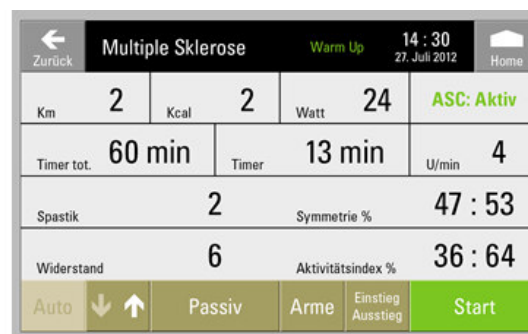 Zurück
Multiple Sklerose
Warm Up
14 : 30
27. Juli 2012
Home
Km 2 Kcal 2 Watt 24 ASC: Aktiv
Timer tot. 60 min Timer 13 min U/min 4
Spastik 2 Symmetrie % 47 : 53
Widerstand 6 Aktivitätsindex % 36 : 64
Auto Passiv Arme Einstieg Ausstieg Start